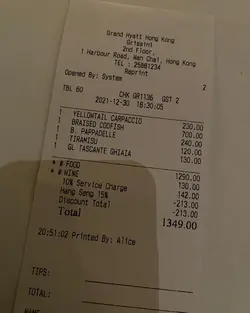 Grand Hyatt Hong Kong
Grissini
2nd Floor,
1 Harbour Road, Wan Chai, Hong Kong
TEL : 25881234
Reprint
Opened By: System 2
TBL 60 CHK GR1136 GST 2
2021-12-30 18:30:05
1 YELLOWTAIL CARPACCIO 230.00
1 BRAISED CODFISH 700.00
1 B. PAPPADELLE 240.00
1 TIRAMISU 120.00
1 GL TASCANTE GHIAIA 130.00
* # FOOD 1290.00
* # WINE 130.00
10% Service Charge 142.00
Hang Seng 15% -213.00
Discount Total -213.00
Total 1349.00
20:51:02 Printed By: Alice
TIPS:
TOTAL:
NAME